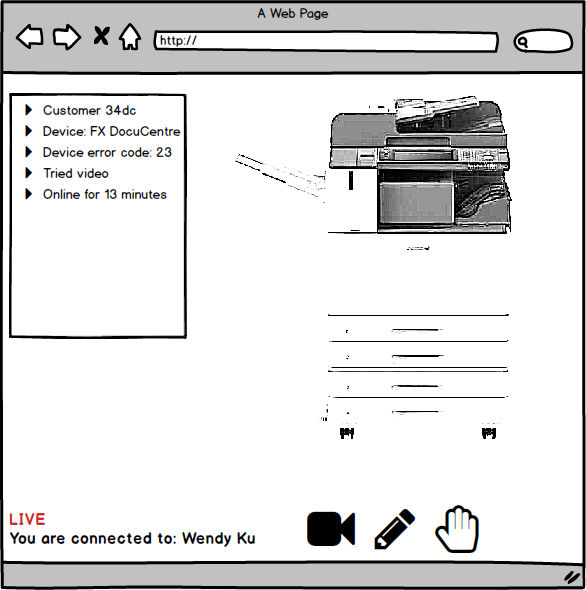 A Web Page
http://
Customer 34dc
Device: FX DocuCentre
Device error code: 23
Tried video
Online for 13 minutes
LIVE
You are connected to: Wendy Ku